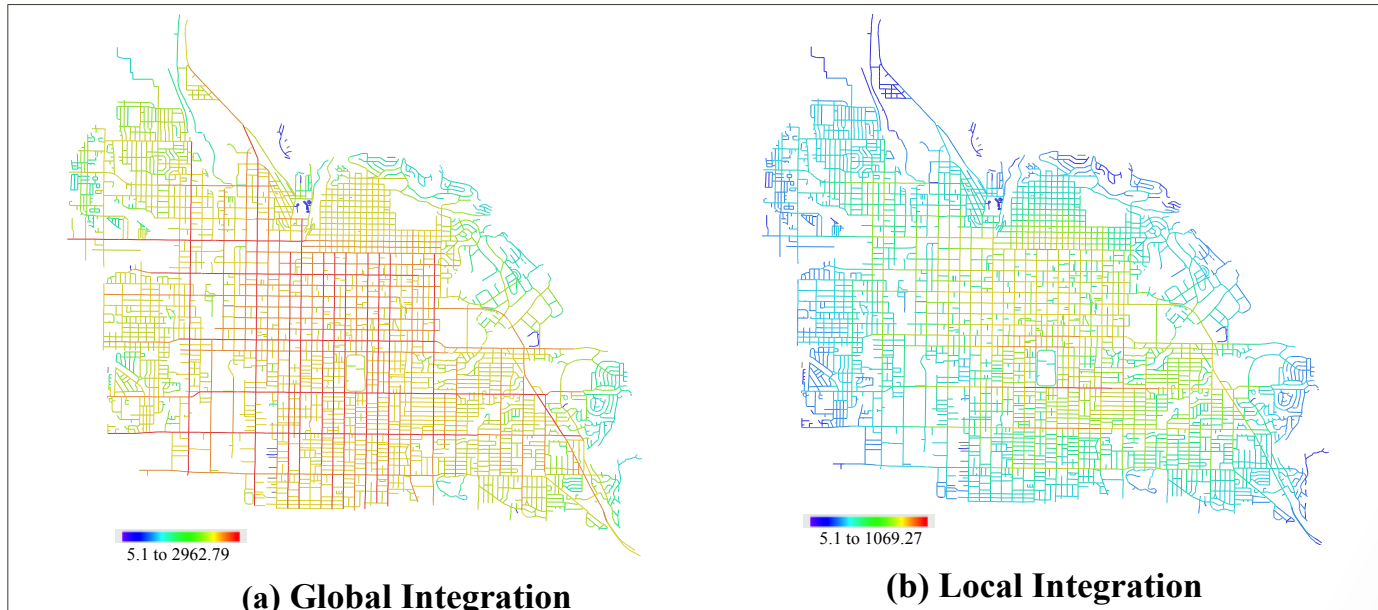 5.1 to 2962.79
(a) Global Integration
5.1 to 1069.27
(b) Local Integration